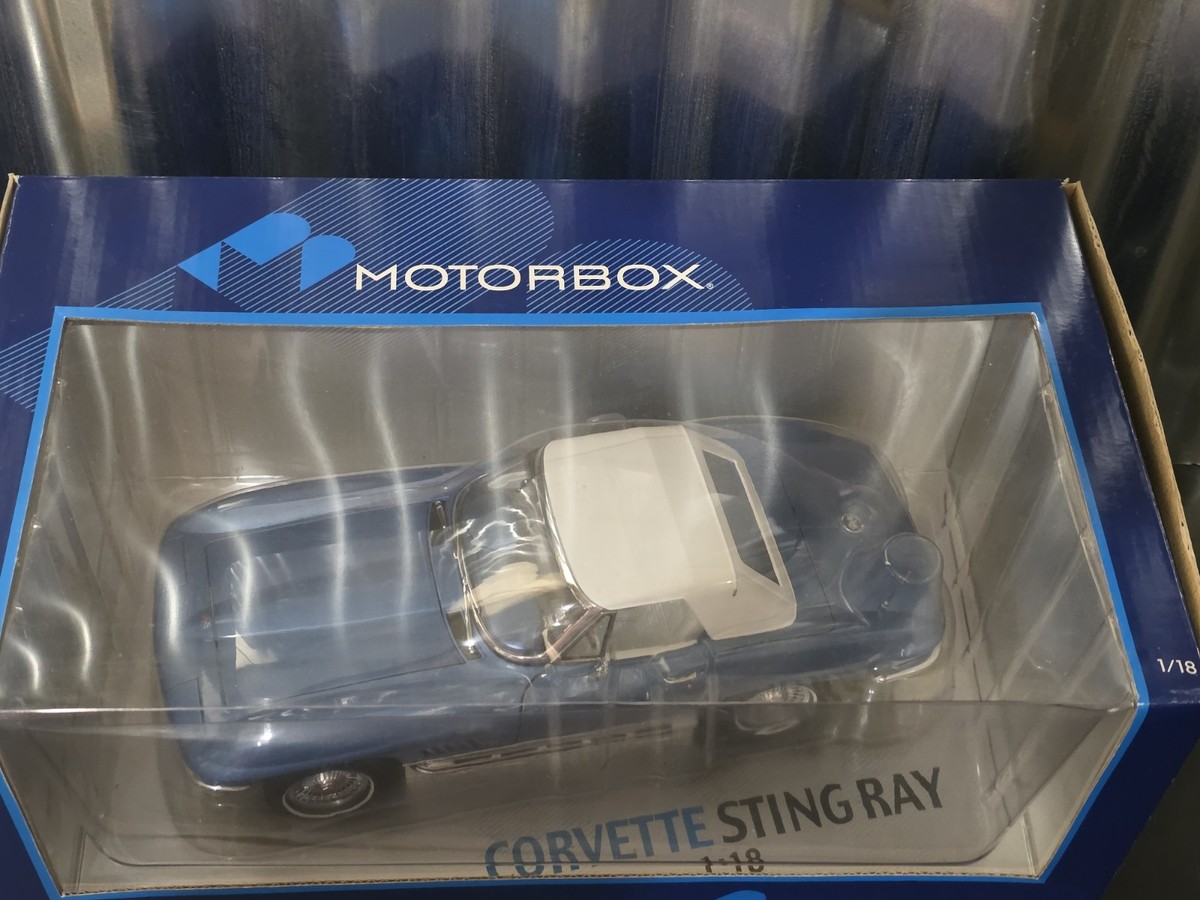 MOTORBOX®
1/18
CORVETTE STING RAY
1:18